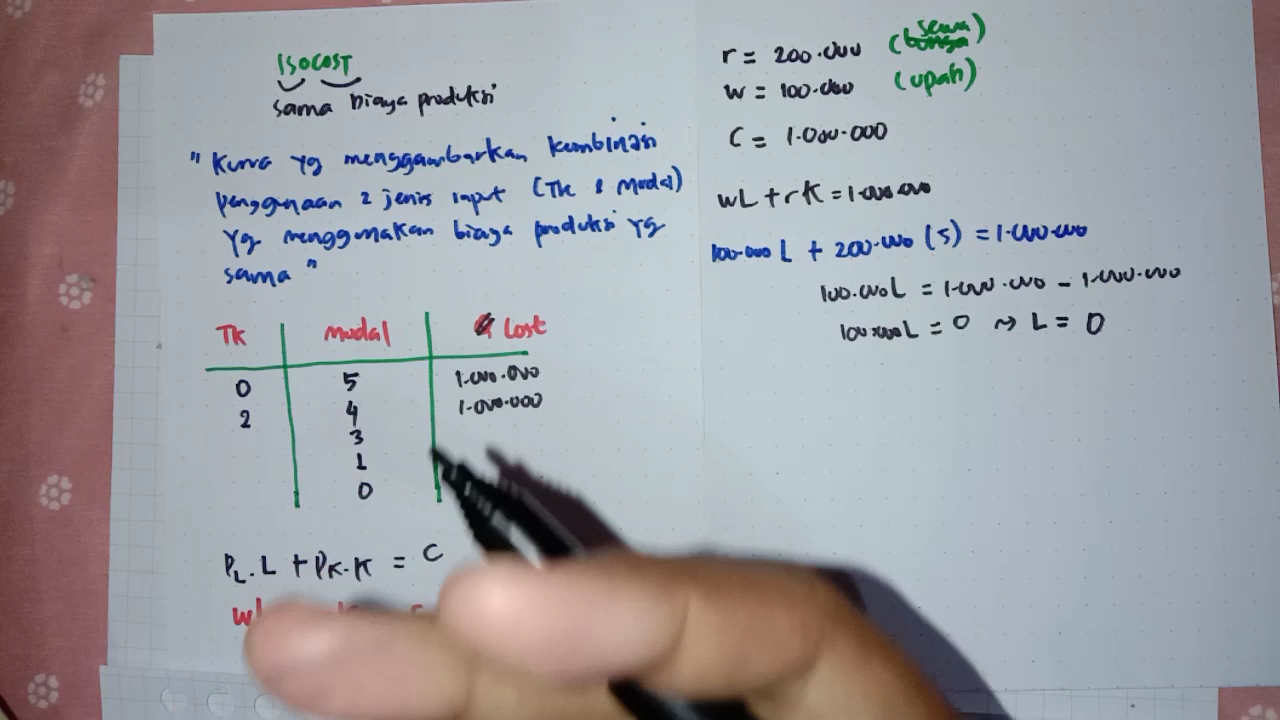 ISOCOST
sama biaya produksi
"Kurva yg menggambarkan kombinasi
penggunaan 2 jenis input (TK & Modal)
yg menggunakan biaya produksi yg
sama"
TK Modal Cost
0 5 1.000.000
2 4 1.000.000
3
1
0
PL.L + PK.K = C
r = 200.000 (sewa)
w = 100.000 (upah)
C = 1.000.000
wL + rK = 1.000.000
100.000 L + 200.000 (5) = 1.000.000
100.000L = 1.000.000 - 1.000.000
100.000L = 0 ~> L = 0